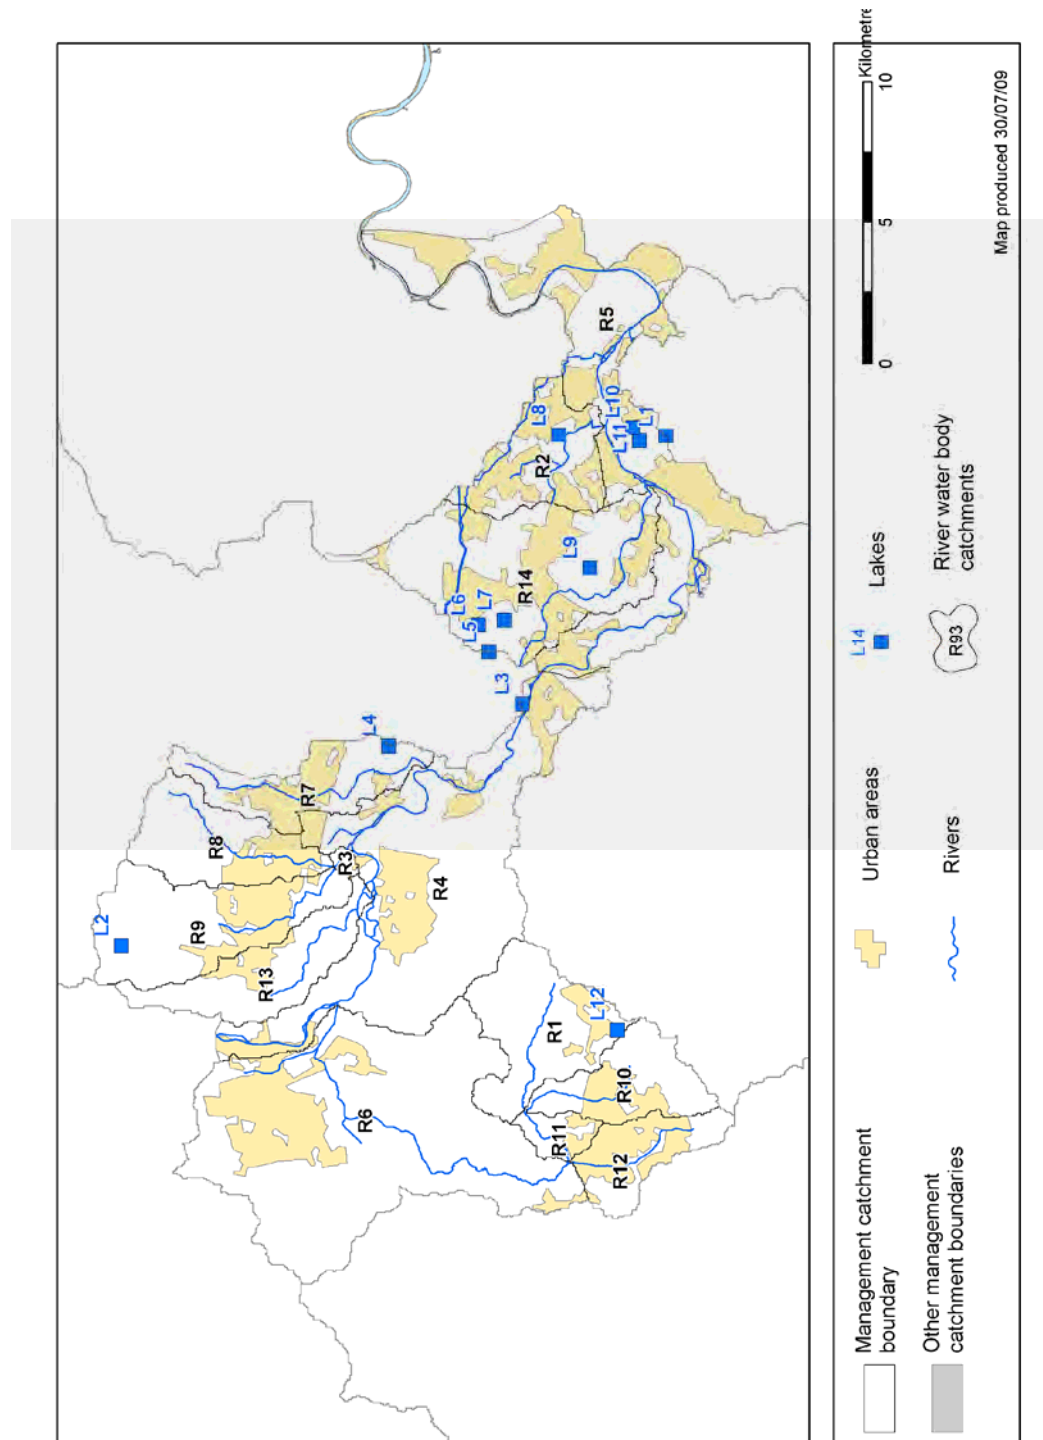 L2
R8
R9
R13
R7
L4
R3
R4
R6
L3
L5
L6
L7
R14
L9
L8
R2
L10
L11
L1
R5
R1
L12
R10
R11
R12
Management catchment
boundary
Other management
catchment boundaries
Urban areas
Rivers
L14
Lakes
R93
River water body
catchments
0
5
10
Kilometre
Map produced 30/07/09